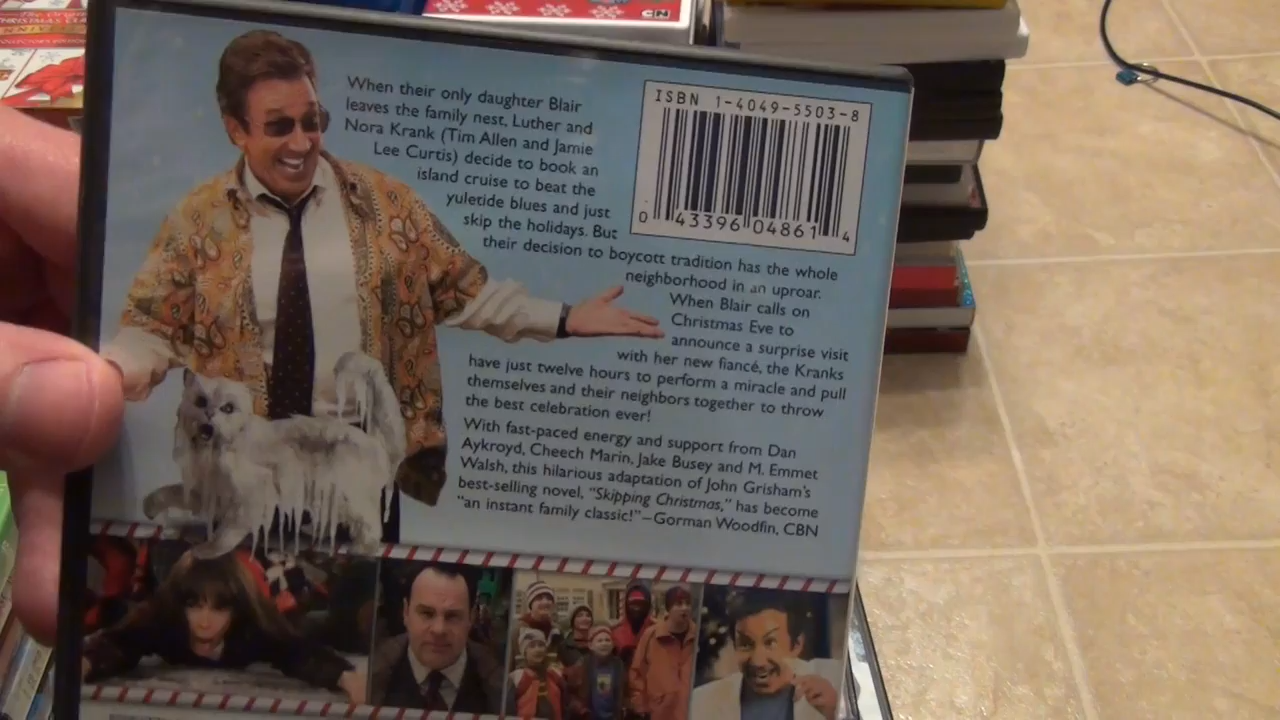 CN
ISBN 1-4049-5503-8
0 43396 04861 4
When their only daughter Blair
leaves the family nest, Luther and
Nora Krank (Tim Allen and Jamie
Lee Curtis) decide to book an
island cruise to beat the
yuletide blues and just
skip the holidays. But
their decision to boycott tradition has the whole
neighborhood in an uproar.
When Blair calls on
Christmas Eve to
announce a surprise visit
with her new fiancé, the Kranks
have just twelve hours to perform a miracle and pull
themselves and their neighbors together to throw
the best celebration ever!
With fast-paced energy and support from Dan
Aykroyd, Cheech Marin, Jake Busey and M. Emmet
Walsh, this hilarious adaptation of John Grisham's
best-selling novel, "Skipping Christmas," has become
"an instant family classic!"—Gorman Woodfin, CBN